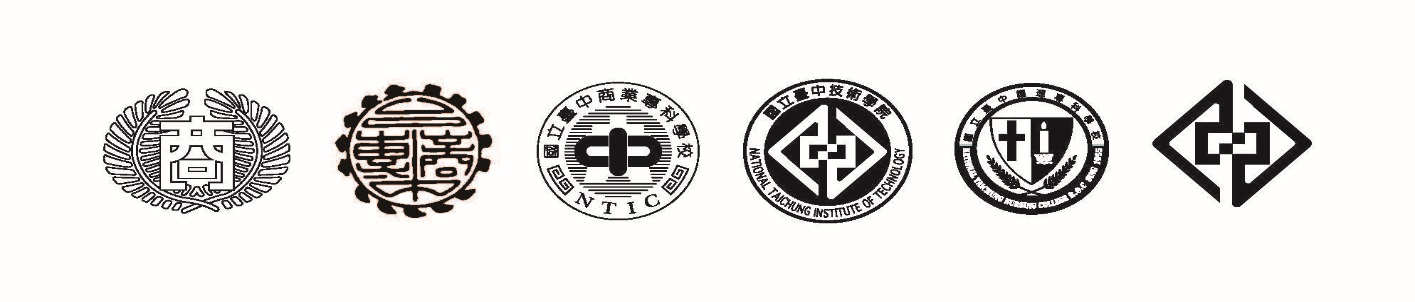 商
國立臺中商業專科學校
NTIC
國立臺中技術學院
NATIONAL TAICHUNG INSTITUTE OF TECHNOLOGY
國立臺中護理專科學校